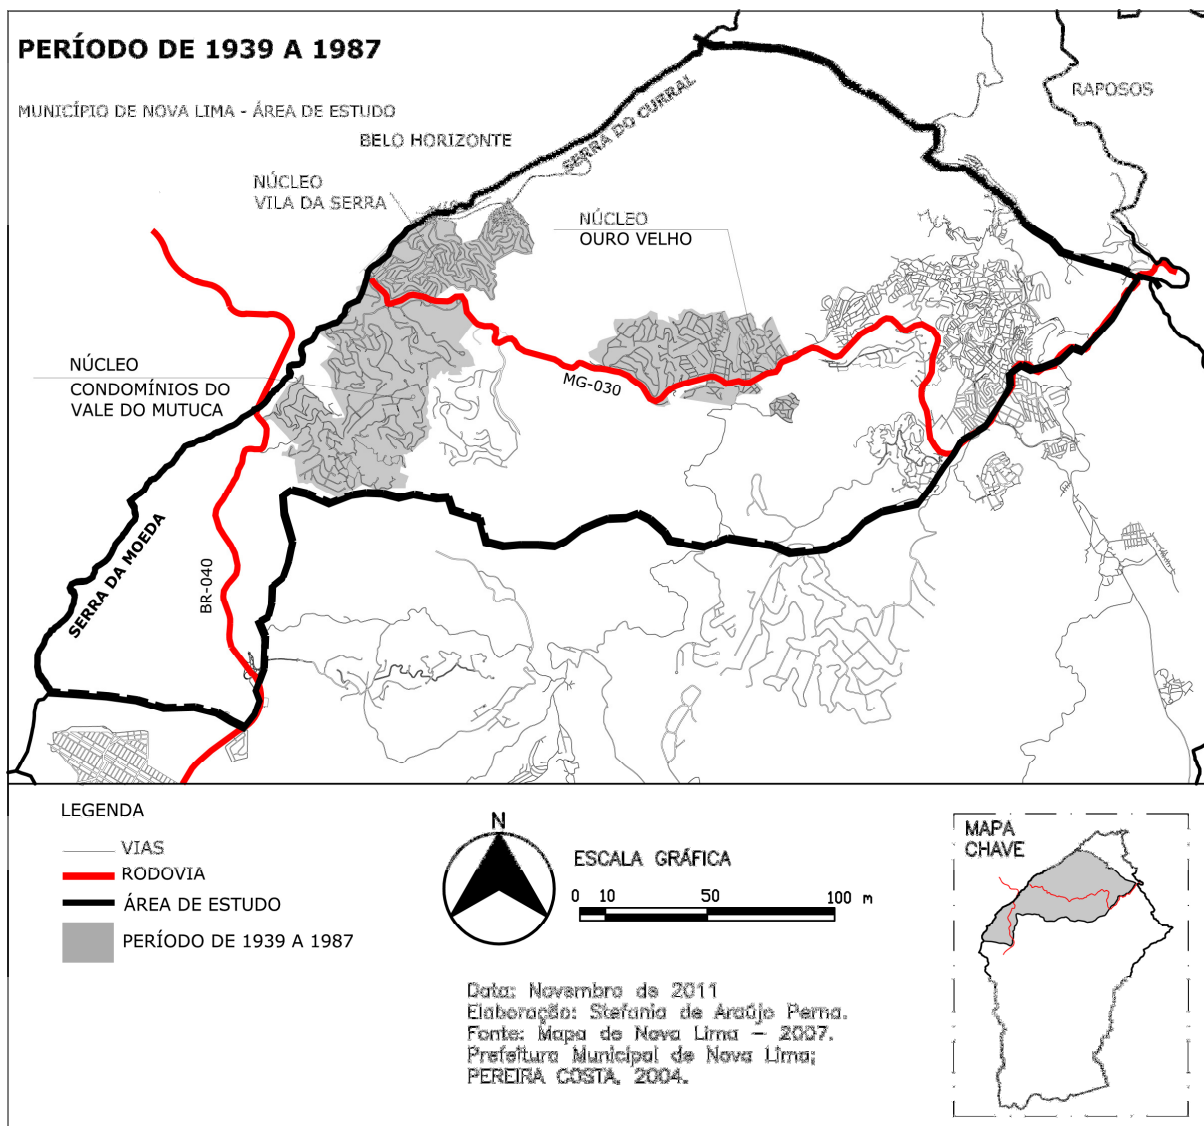 PERÍODO DE 1939 A 1987
MUNICÍPIO DE NOVA LIMA - ÁREA DE ESTUDO
BELO HORIZONTE
SERRA DO CURRAL
RAPOSOS
NÚCLEO
VILA DA SERRA
NÚCLEO
OURO VELHO
NÚCLEO
CONDOMÍNIOS DO
VALE DO MUTUCA
MG-030
SERRA DA MOEDA
BR-040
LEGENDA
VIAS
RODOVIA
ÁREA DE ESTUDO
PERÍODO DE 1939 A 1987
N
ESCALA GRÁFICA
0 10 50 100 m
Data: Novembro de 2011
Elaboração: Stefania de Araújo Perna.
Fonte: Mapa de Nova Lima – 2007.
Prefeitura Municipal de Nova Lima;
PEREIRA COSTA, 2004.
MAPA
CHAVE